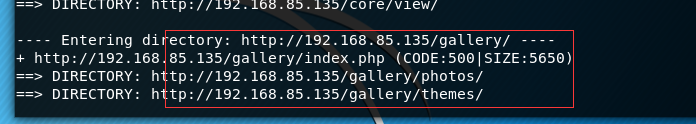 ==> DIRECTORY: http://192.168.85.135/core/view/
---- Entering directory: http://192.168.85.135/gallery/ ----
+ http://192.168.85.135/gallery/index.php (CODE:500|SIZE:5650)
==> DIRECTORY: http://192.168.85.135/gallery/photos/
==> DIRECTORY: http://192.168.85.135/gallery/themes/